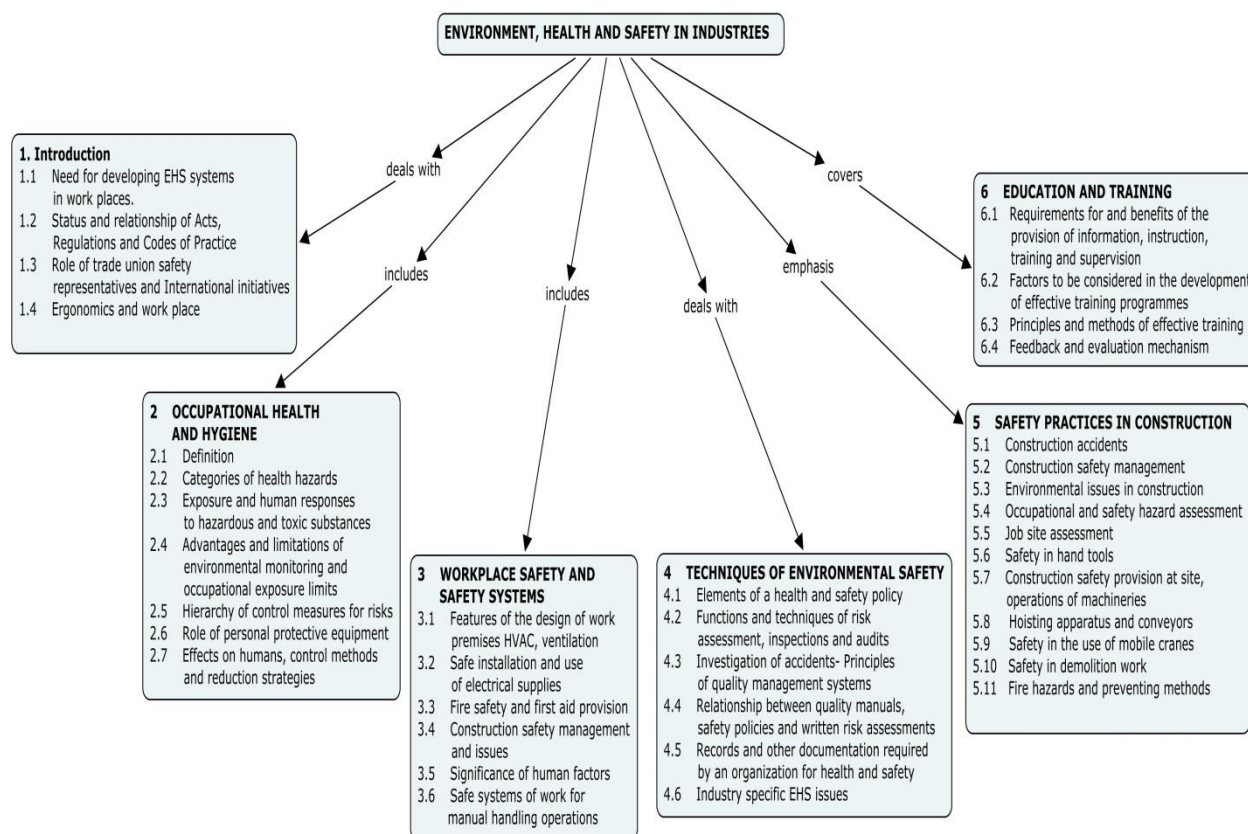 ENVIRONMENT, HEALTH AND SAFETY IN INDUSTRIES
deals with
includes
includes
deals with
emphasis
covers
1. Introduction
1.1 Need for developing EHS systems
in work places.
1.2 Status and relationship of Acts,
Regulations and Codes of Practice
1.3 Role of trade union safety
representatives and International initiatives
1.4 Ergonomics and work place
2 OCCUPATIONAL HEALTH
AND HYGIENE
2.1 Definition
2.2 Categories of health hazards
2.3 Exposure and human responses
to hazardous and toxic substances
2.4 Advantages and limitations of
environmental monitoring and
occupational exposure limits
2.5 Hierarchy of control measures for risks
2.6 Role of personal protective equipment
2.7 Effects on humans, control methods
and reduction strategies
3 WORKPLACE SAFETY AND
SAFETY SYSTEMS
3.1 Features of the design of work
premises HVAC, ventilation
3.2 Safe installation and use
of electrical supplies
3.3 Fire safety and first aid provision
3.4 Construction safety management
and issues
3.5 Significance of human factors
3.6 Safe systems of work for
manual handling operations
4 TECHNIQUES OF ENVIRONMENTAL SAFETY
4.1 Elements of a health and safety policy
4.2 Functions and techniques of risk
assessment, inspections and audits
4.3 Investigation of accidents- Principles
of quality management systems
4.4 Relationship between quality manuals,
safety policies and written risk assessments
4.5 Records and other documentation required
by an organization for health and safety
4.6 Industry specific EHS issues
5 SAFETY PRACTICES IN CONSTRUCTION
5.1 Construction accidents
5.2 Construction safety management
5.3 Environmental issues in construction
5.4 Occupational and safety hazard assessment
5.5 Job site assessment
5.6 Safety in hand tools
5.7 Construction safety provision at site,
operations of machineries
5.8 Hoisting apparatus and conveyors
5.9 Safety in the use of mobile cranes
5.10 Safety in demolition work
5.11 Fire hazards and preventing methods
6 EDUCATION AND TRAINING
6.1 Requirements for and benefits of the
provision of information, instruction,
training and supervision
6.2 Factors to be considered in the development
of effective training programmes
6.3 Principles and methods of effective training
6.4 Feedback and evaluation mechanism